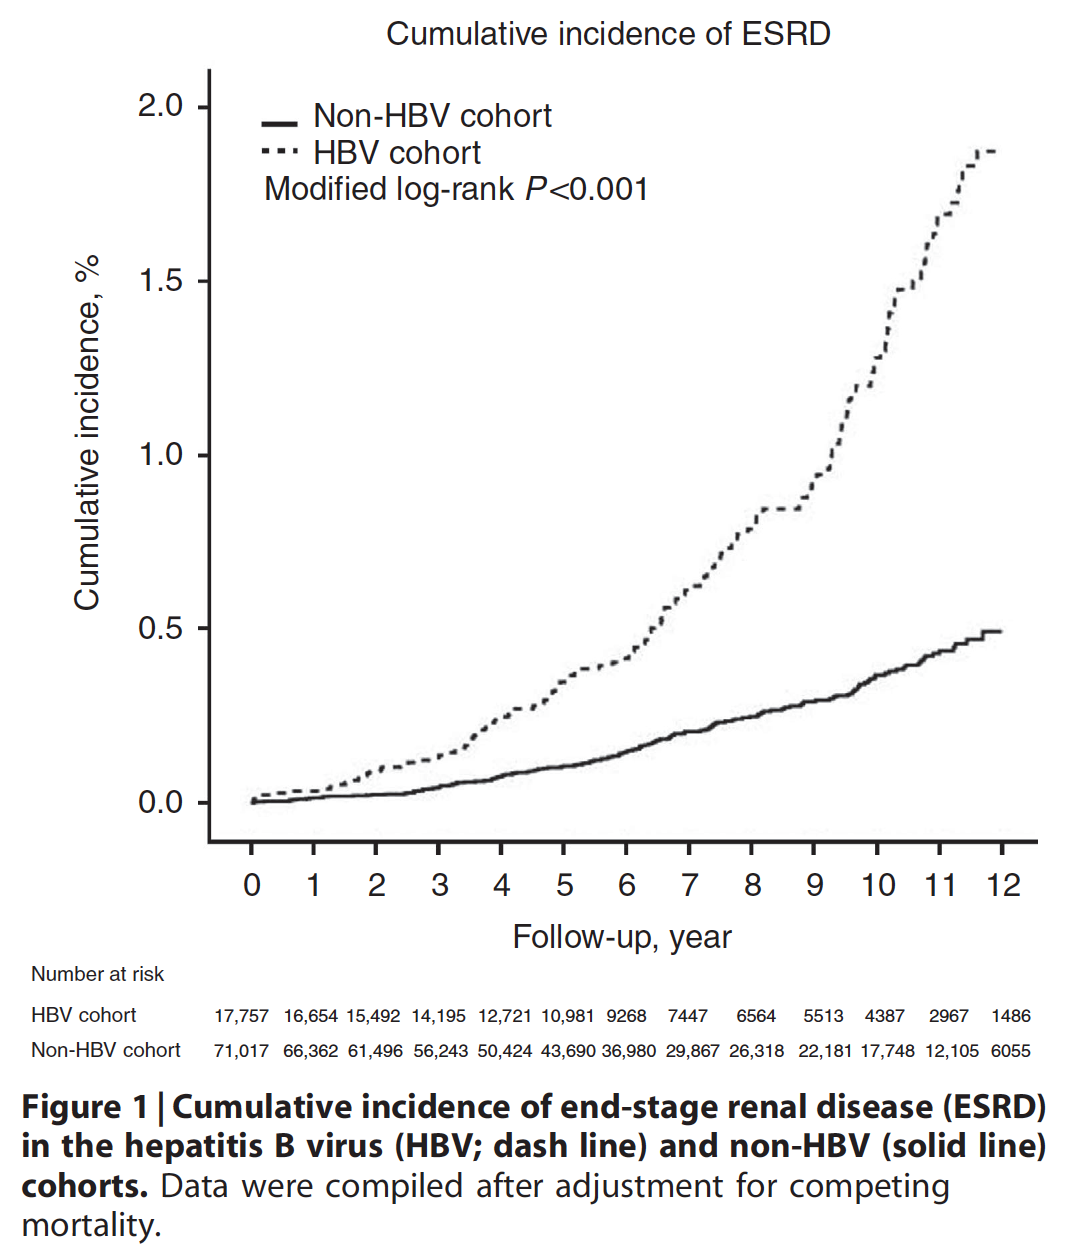 Cumulative incidence of ESRD
2.0
1.5
1.0
0.5
0.0
Cumulative incidence, %
Non-HBV cohort
HBV cohort
Modified log-rank P<0.001
0 1 2 3 4 5 6 7 8 9 10 11 12
Follow-up, year
Number at risk
HBV cohort 17,757 16,654 15,492 14,195 12,721 10,981 9268 7447 6564 5513 4387 2967 1486
Non-HBV cohort 71,017 66,362 61,496 56,243 50,424 43,690 36,980 29,867 26,318 22,181 17,748 12,105 6055
Figure 1 | Cumulative incidence of end-stage renal disease (ESRD)
in the hepatitis B virus (HBV; dash line) and non-HBV (solid line)
cohorts. Data were compiled after adjustment for competing
mortality.